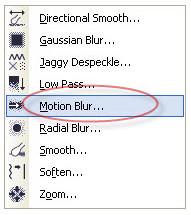 Directional Smooth...
Gaussian Blur...
Jaggy Despeckle...
Low Pass...
Motion Blur...
Radial Blur...
Smooth...
Soften...
Zoom...